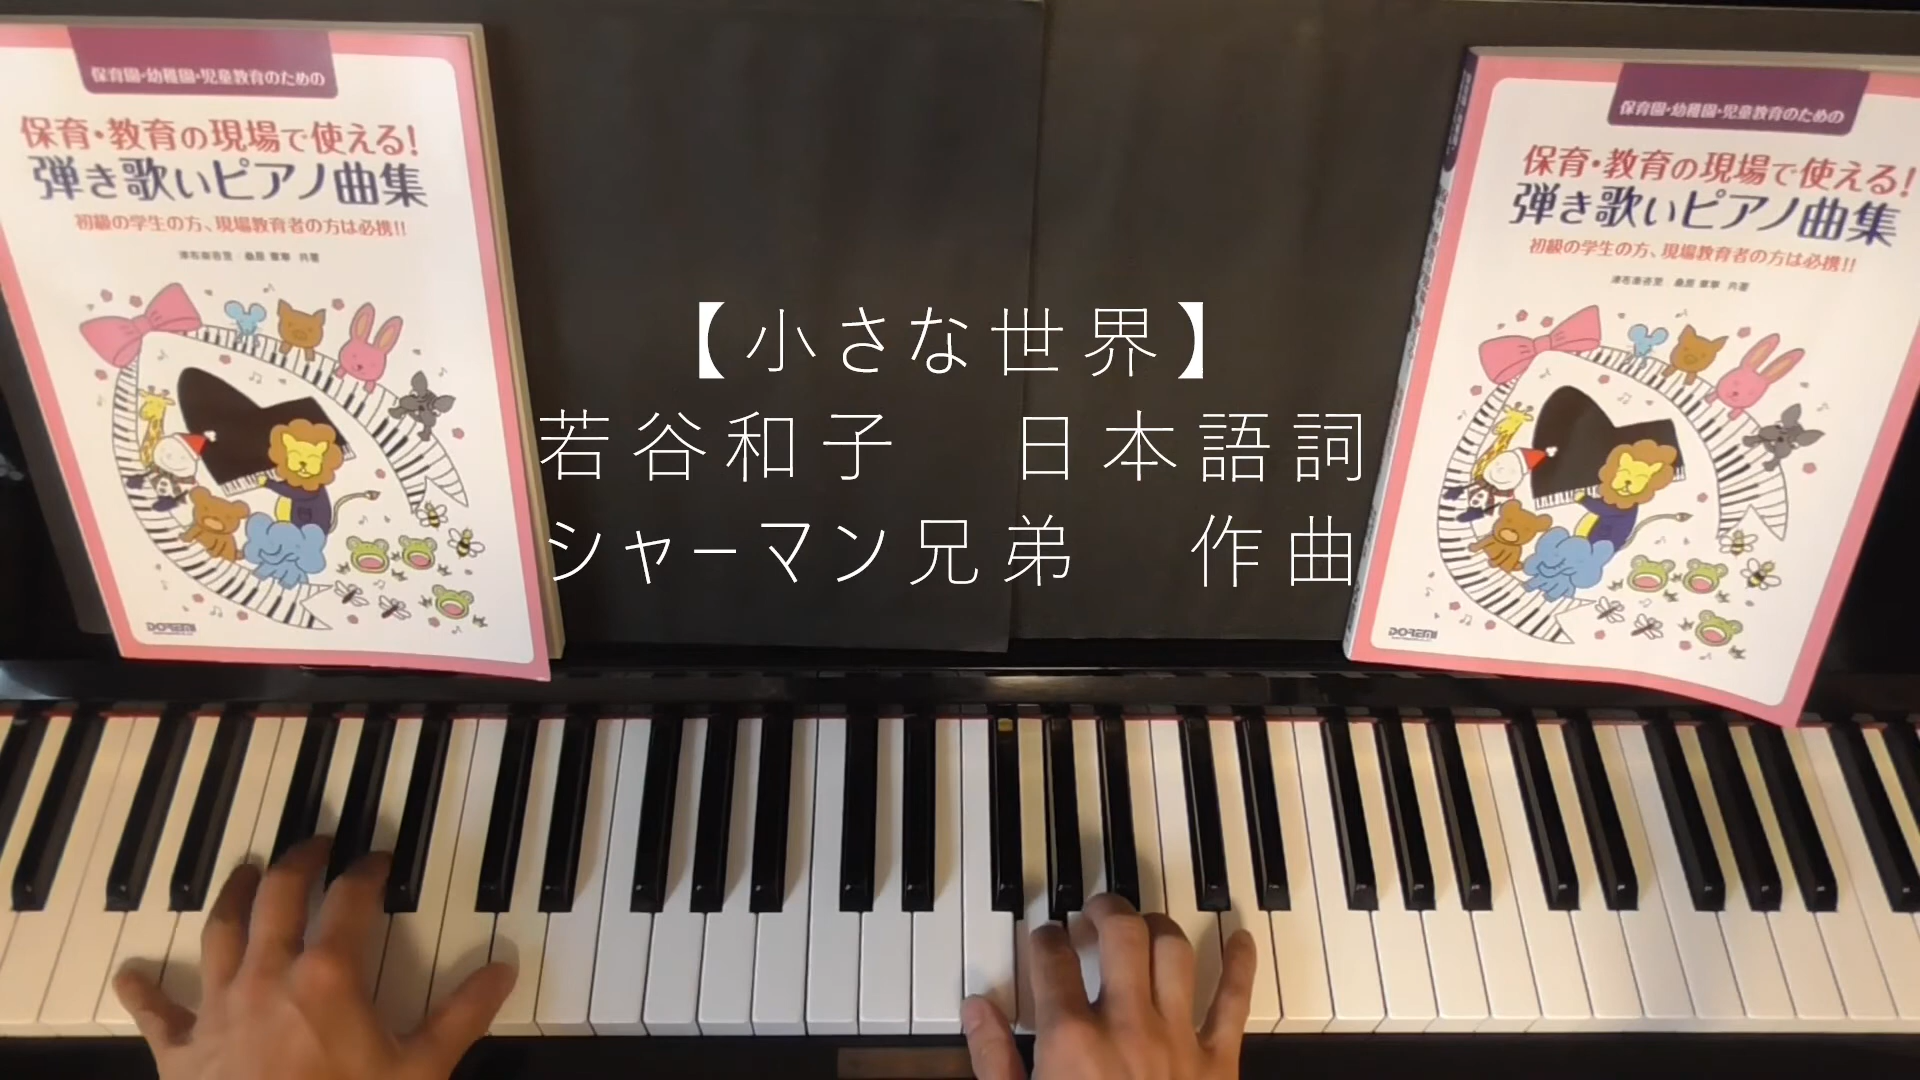 保育園・幼稚園・児童教育のための
保育・教育の現場で使える!
弾き歌いピアノ曲集
初級の学生の方、現場教育者の方は必携!!
DOREMI
【小さな世界】
若谷和子 日本語詞
シャーマン兄弟 作曲
保育園・幼稚園・児童教育のための
保育・教育の現場で使える!
弾き歌いピアノ曲集
初級の学生の方、現場教育者の方は必携!!
DOREMI